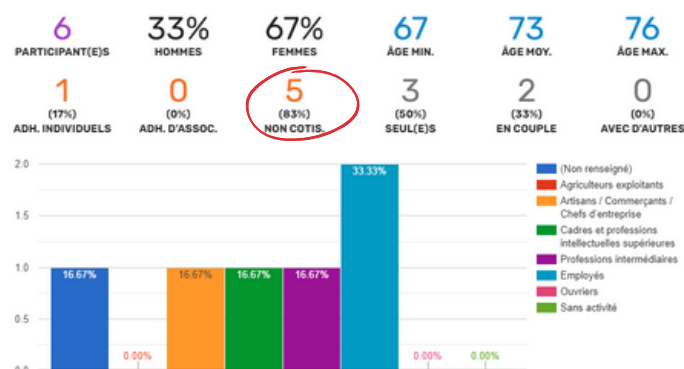 6 33% 67% 67 73 76
PARTICIPANT(E)S HOMMES FEMMES ÂGE MIN. ÂGE MOY. ÂGE MAX.
1 0 5 3 2 0
(17%) (0%) (83%) (50%) (33%) (0%)
ADH. INDIVIDUELS ADH. D'ASSOC. NON COTIS. SEUL(E)S EN COUPLE AVEC D'AUTRES
2.0
1.5
1.0
0.5
0.0
16.67%
0.00%
16.67%
16.67%
16.67%
33.33%
0.00%
0.00%
(Non renseigné)
Agriculteurs exploitants
Artisans / Commerçants /
Chefs d'entreprise
Cadres et professions
intellectuelles supérieures
Professions intermédiaires
Employés
Ouvriers
Sans activité